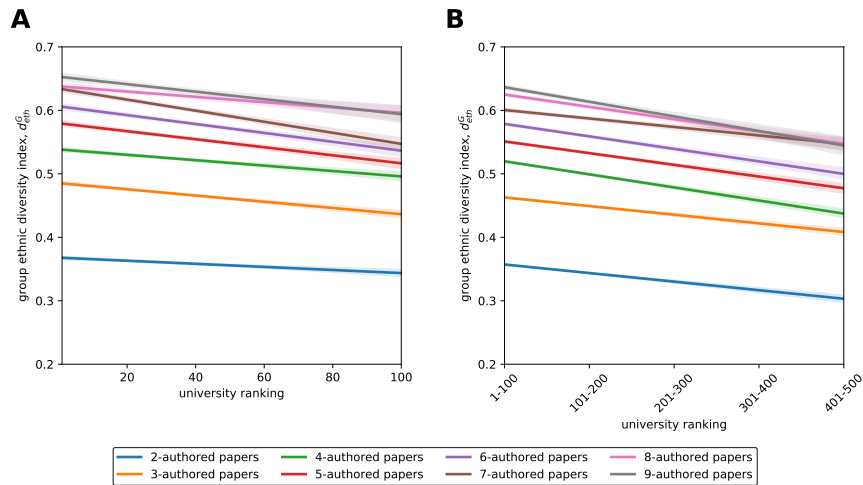 A
B
0.7
0.6
0.5
0.4
0.3
0.2
group ethnic diversity index, d_eth^G
20
40
60
80
100
university ranking
0.7
0.6
0.5
0.4
0.3
0.2
group ethnic diversity index, d_eth^G
1-100
101-200
201-300
301-400
401-500
university ranking
2-authored papers
3-authored papers
4-authored papers
5-authored papers
6-authored papers
7-authored papers
8-authored papers
9-authored papers